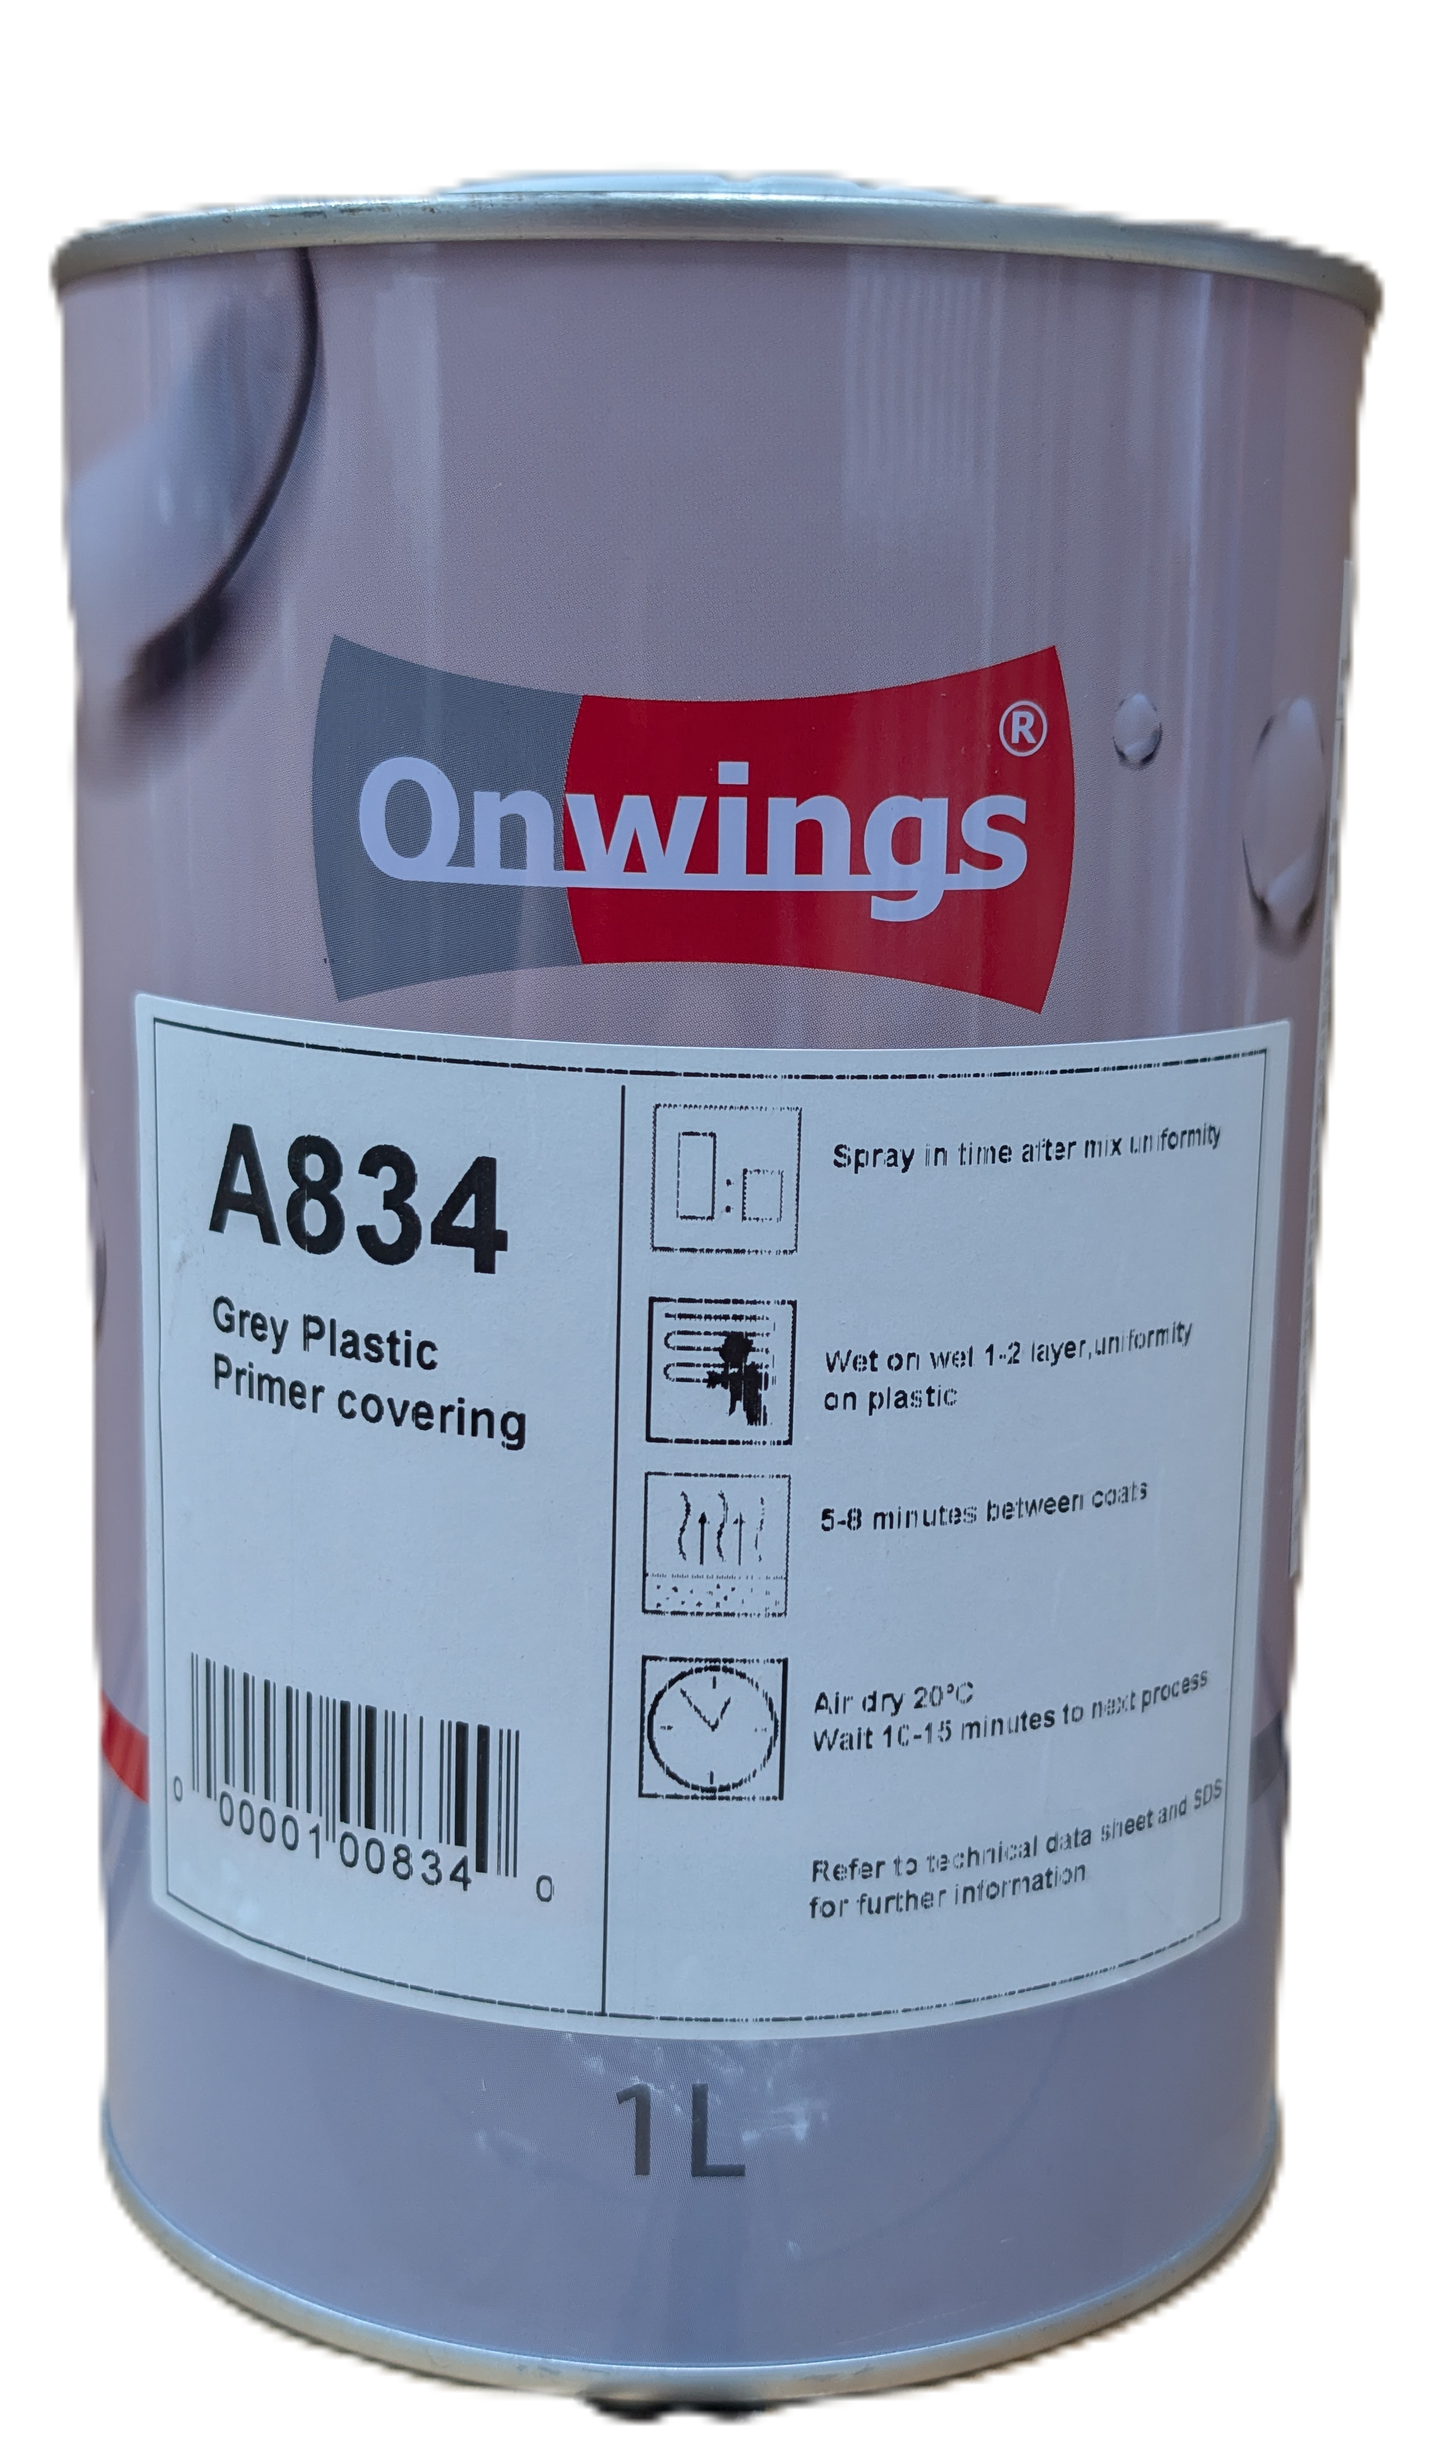 Onwings®
A834
Grey Plastic
Primer covering
0 00001 00834 0
Spray in time after mix uniformity
Wet on wet 1-2 layer,uniformity
on plastic
5-8 minutes between coats
Air dry 20°C
Wait 10-15 minutes to next process
Refer to technical data sheet and SDS
for further information
1L